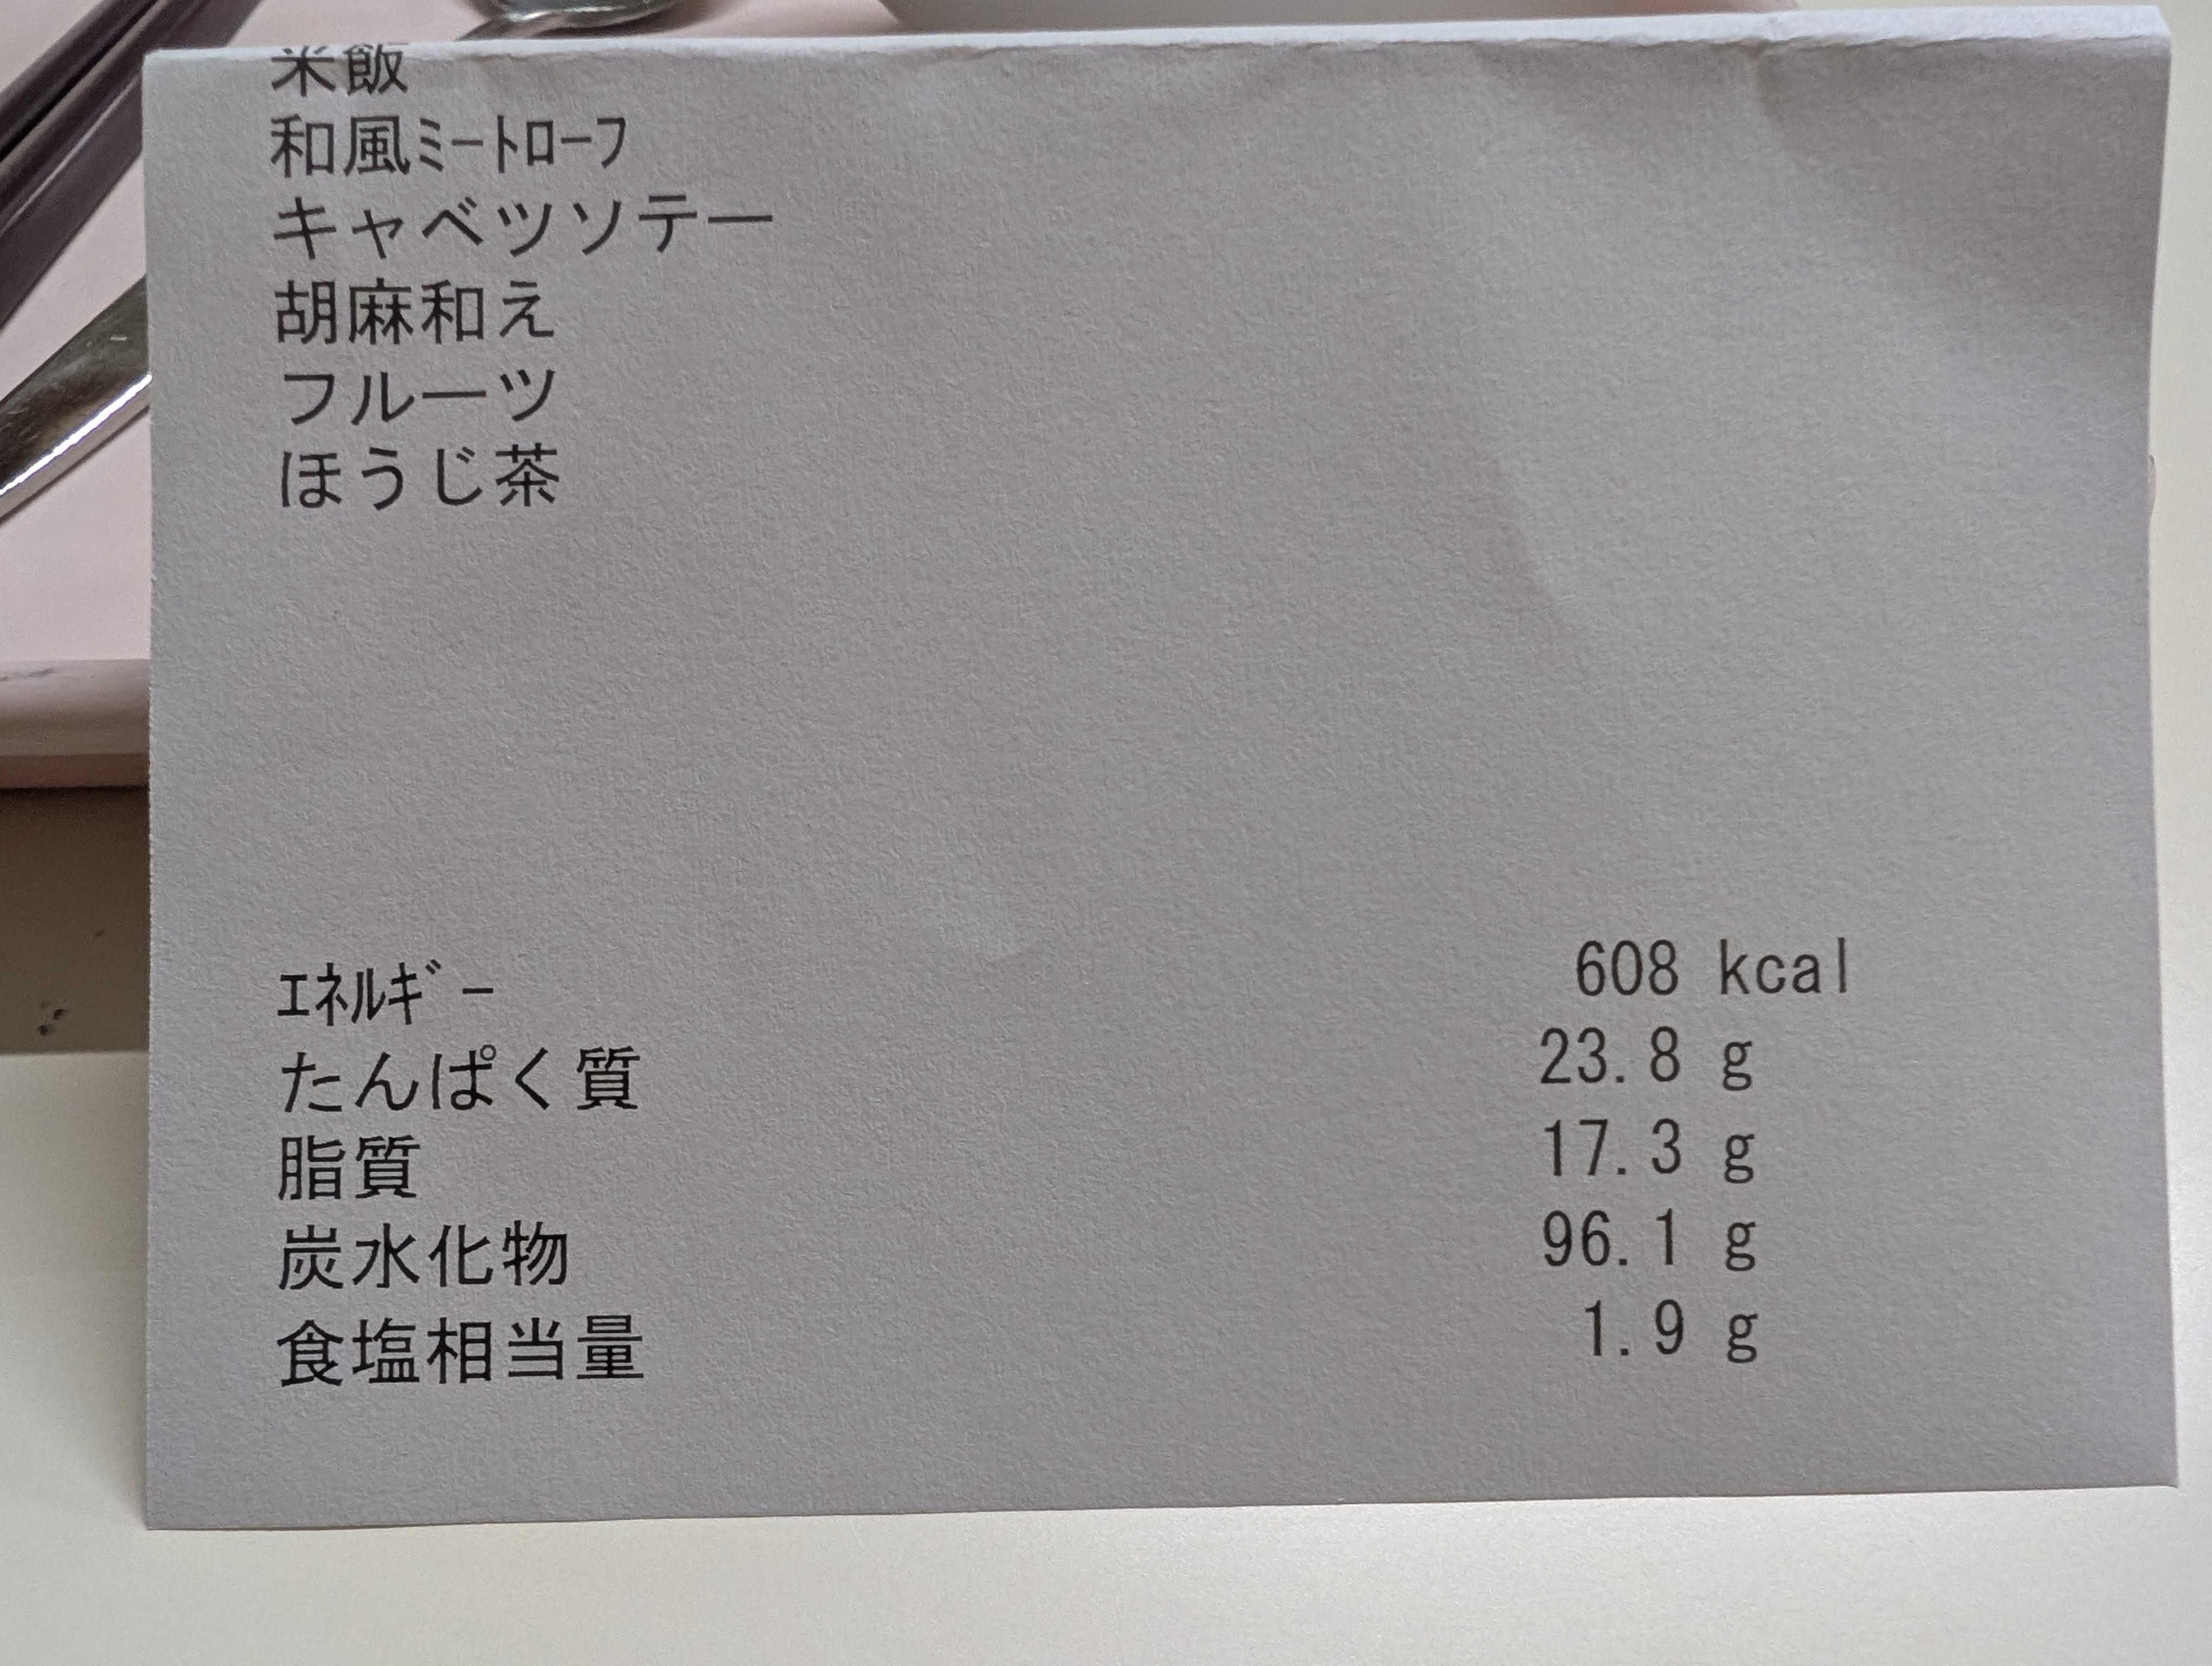 米飯
和風ﾐｰﾄﾛｰﾌ
キャベツソテー
胡麻和え
フルーツ
ほうじ茶
ｴﾈﾙｷﾞｰ 608 kcal
たんぱく質 23.8 g
脂質 17.3 g
炭水化物 96.1 g
食塩相当量 1.9 g